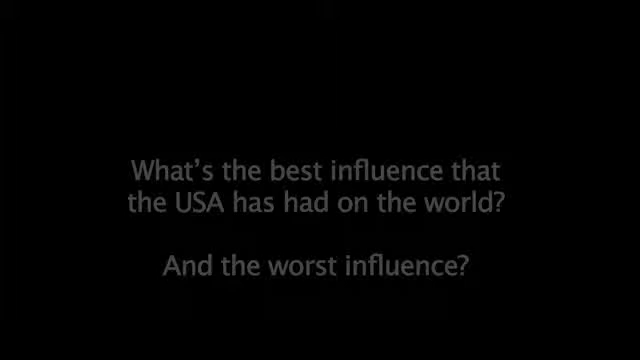 What’s the best influence that
the USA has had on the world?
And the worst influence?